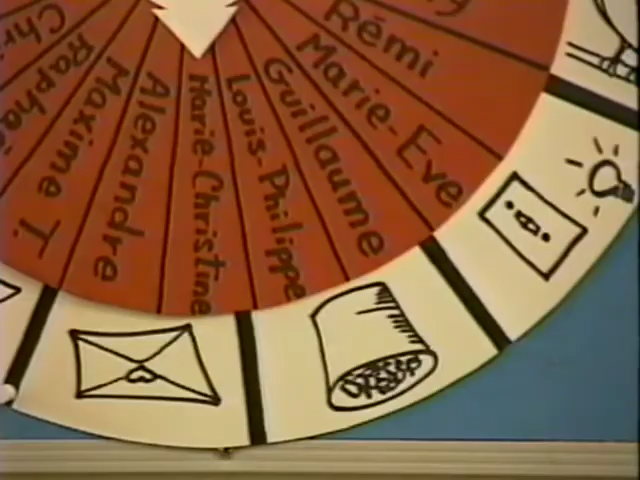 Rémi
Marie-Eve
Guillaume
Louis-Philippe
Marie-Christine
Alexandre
Maxime T.